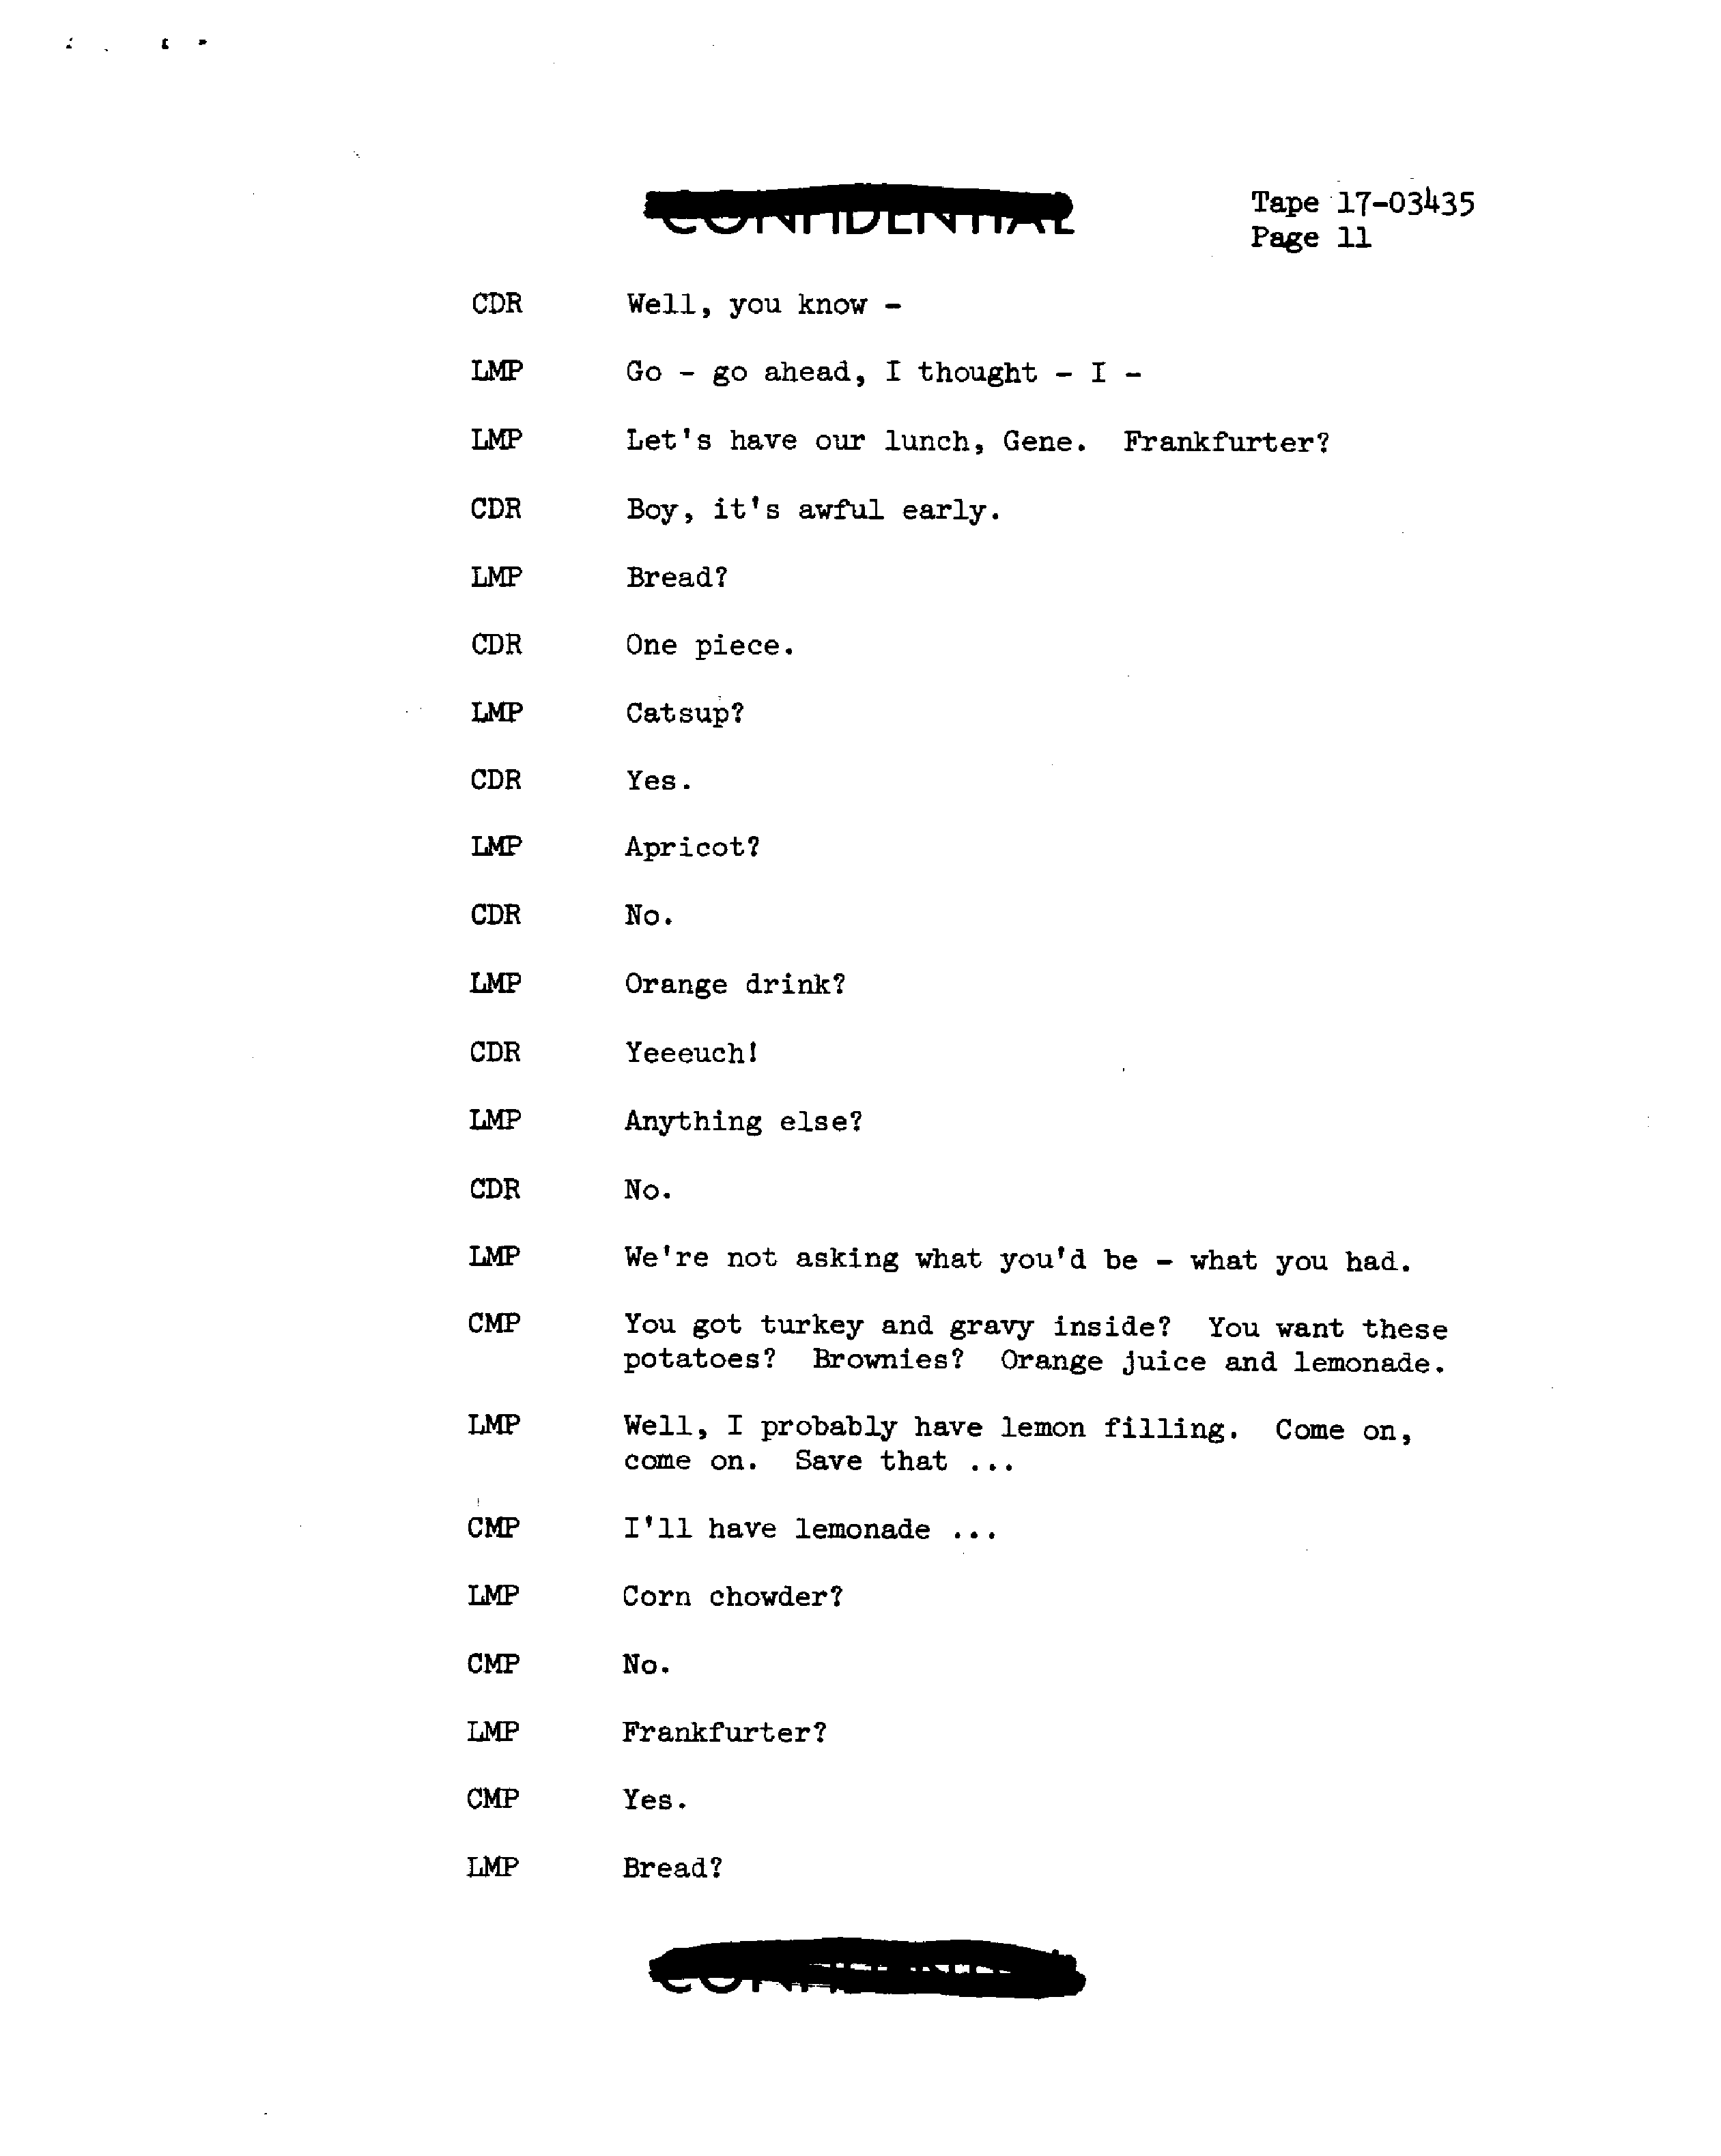 CONFIDENTIAL
Tape 17-03435
Page 11
CDR Well, you know -
LMP Go - go ahead, I thought - I -
LMP Let's have our lunch, Gene. Frankfurter?
CDR Boy, it's awful early.
LMP Bread?
CDR One piece.
LMP Catsup?
CDR Yes.
LMP Apricot?
CDR No.
LMP Orange drink?
CDR Yeeeuch!
LMP Anything else?
CDR No.
LMP We're not asking what you'd be - what you had.
CMP You got turkey and gravy inside? You want these
potatoes? Brownies? Orange juice and lemonade.
LMP Well, I probably have lemon filling. Come on,
come on. Save that ...
CMP I'll have lemonade ...
LMP Corn chowder?
CMP No.
LMP Frankfurter?
CMP Yes.
LMP Bread?